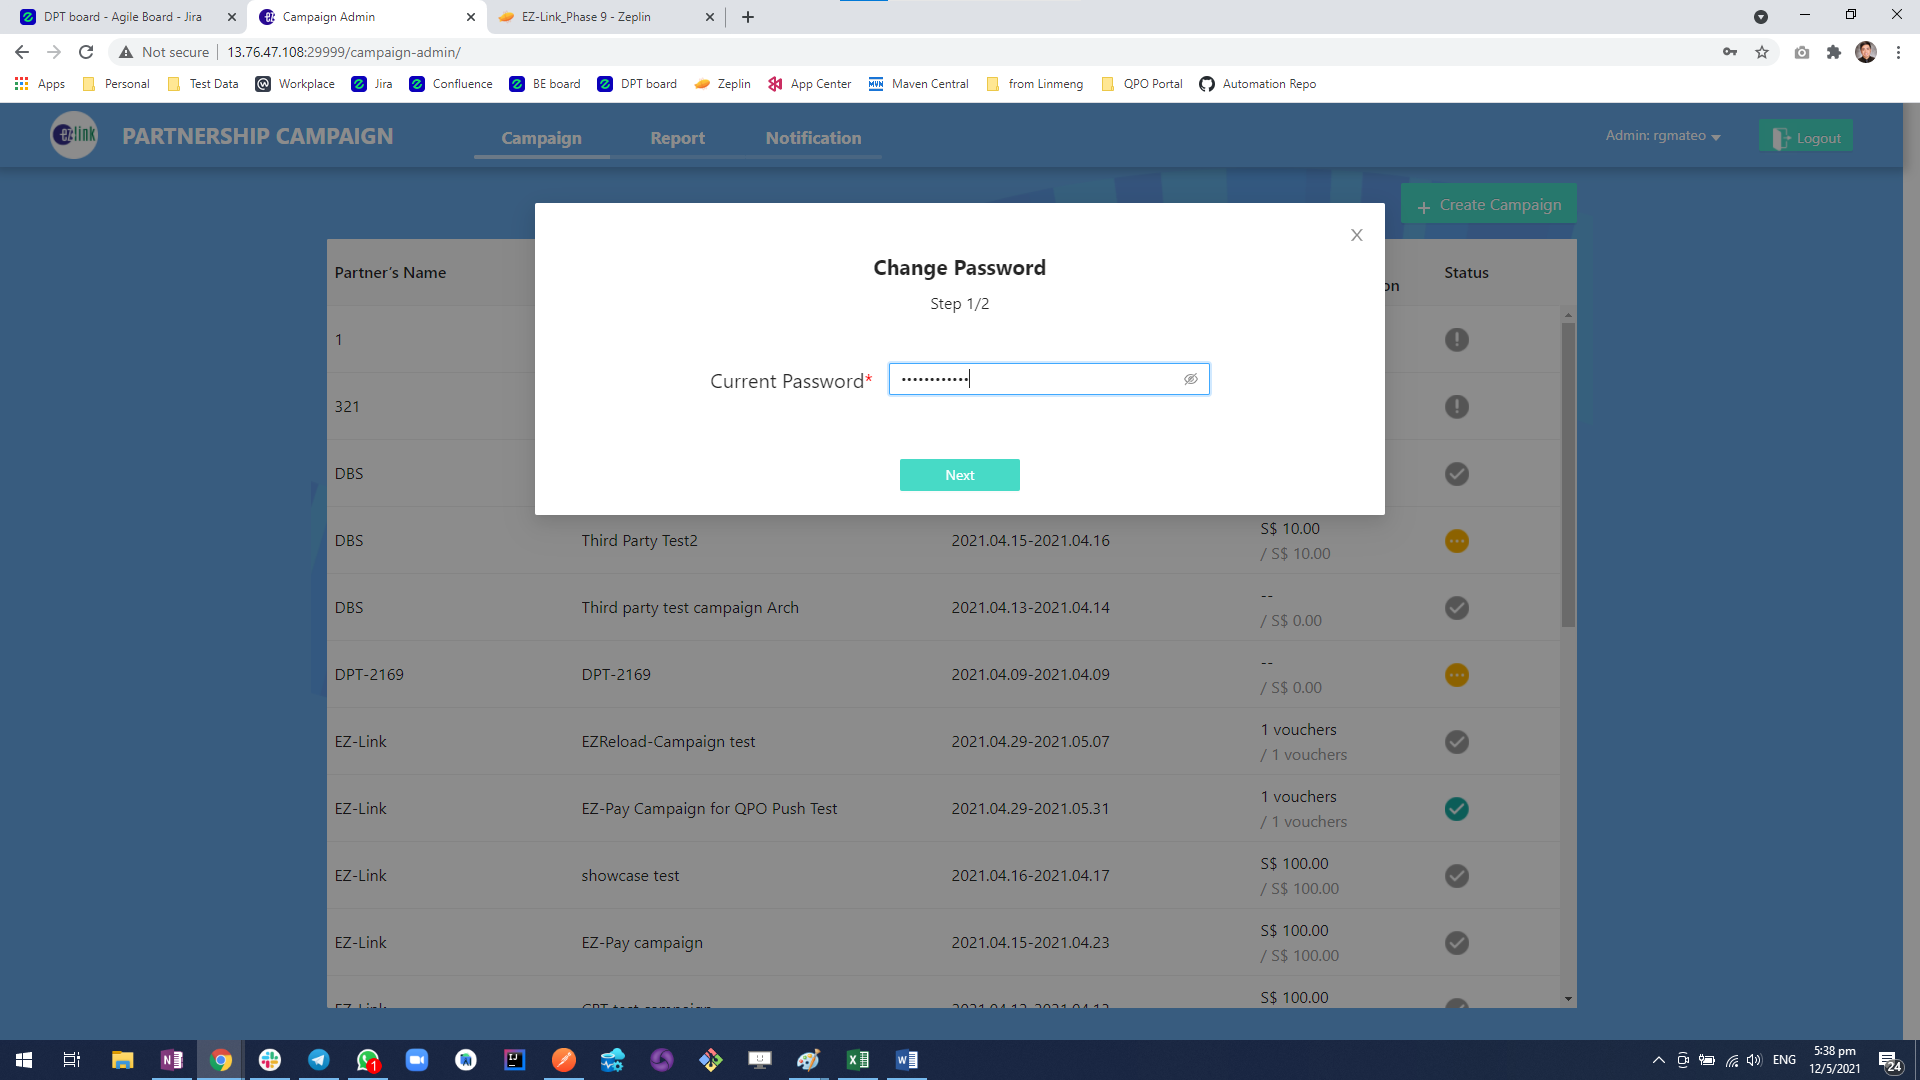 DPT board - Agile Board - Jira
Campaign Admin
EZ-Link_Phase 9 - Zeplin
Not secure
13.76.47.108:29999/campaign-admin/
Apps
Personal
Test Data
Workplace
Jira
Confluence
BE board
DPT board
Zeplin
App Center
Maven Central
from Linmeng
QPO Portal
Automation Repo
ez-link
PARTNERSHIP CAMPAIGN
Campaign
Report
Notification
Admin: rgmateo
Logout
+ Create Campaign
X
Change Password
Step 1/2
Current Password*
Next
Partner's Name
on
Status
1
321
DBS
DBS
Third Party Test2
2021.04.15-2021.04.16
S$ 10.00
/ S$ 10.00
DBS
Third party test campaign Arch
2021.04.13-2021.04.14
--
/ S$ 0.00
DPT-2169
DPT-2169
2021.04.09-2021.04.09
--
/ S$ 0.00
EZ-Link
EZReload-Campaign test
2021.04.29-2021.05.07
1 vouchers
/ 1 vouchers
EZ-Link
EZ-Pay Campaign for QPO Push Test
2021.04.29-2021.05.31
1 vouchers
/ 1 vouchers
EZ-Link
showcase test
2021.04.16-2021.04.17
S$ 100.00
/ S$ 100.00
EZ-Link
EZ-Pay campaign
2021.04.15-2021.04.23
S$ 100.00
/ S$ 100.00
S$ 100.00
1
ENG
5:38 pm
12/5/2021
24